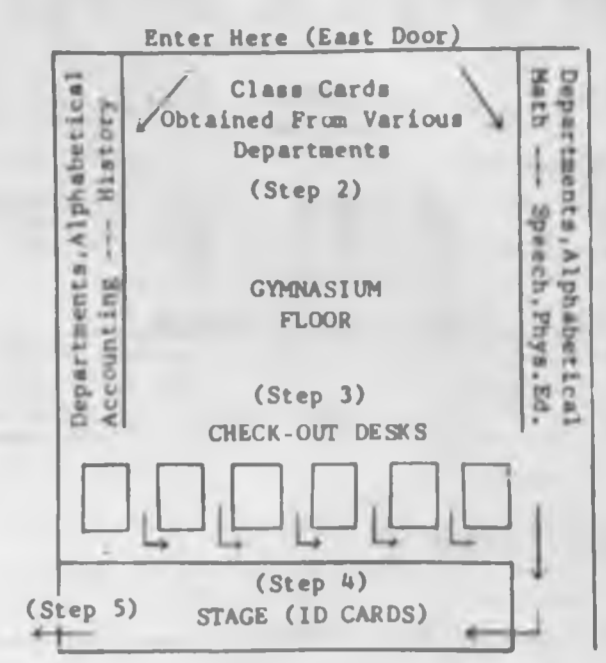 Enter Here (East Door)
Class Cards
Obtained From Various
Departments
(Step 2)
Departments, Alphabetical
Accounting --- History
Departments, Alphabetical
Math --- Speech, Phys. Ed.
GYMNASIUM
FLOOR
(Step 3)
CHECK-OUT DESKS
(Step 4)
STAGE (ID CARDS)
(Step 5)